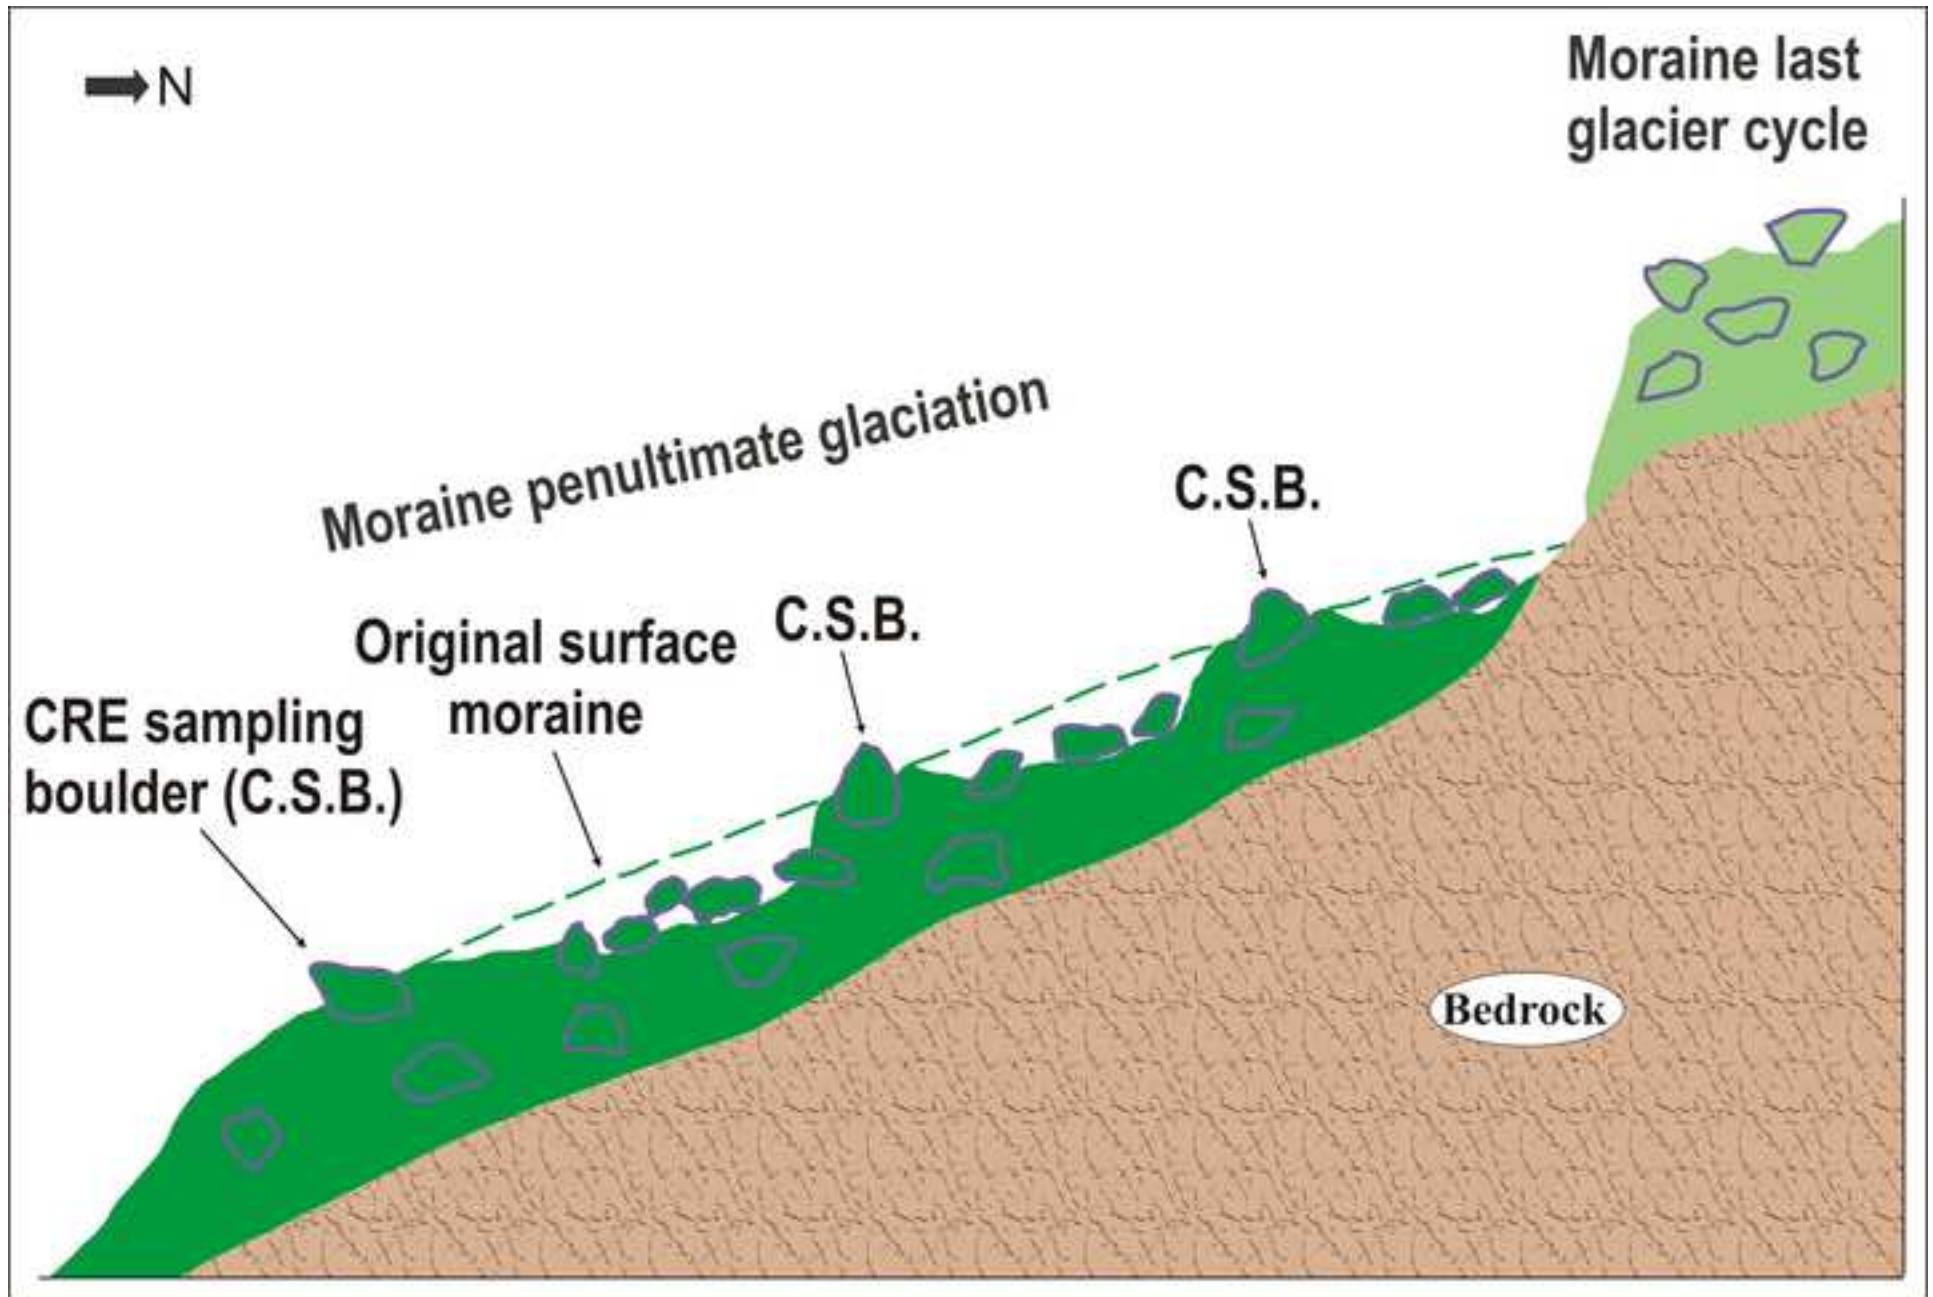 N
Moraine last
glacier cycle
Moraine penultimate glaciation
C.S.B.
C.S.B.
Original surface
moraine
CRE sampling
boulder (C.S.B.)
Bedrock